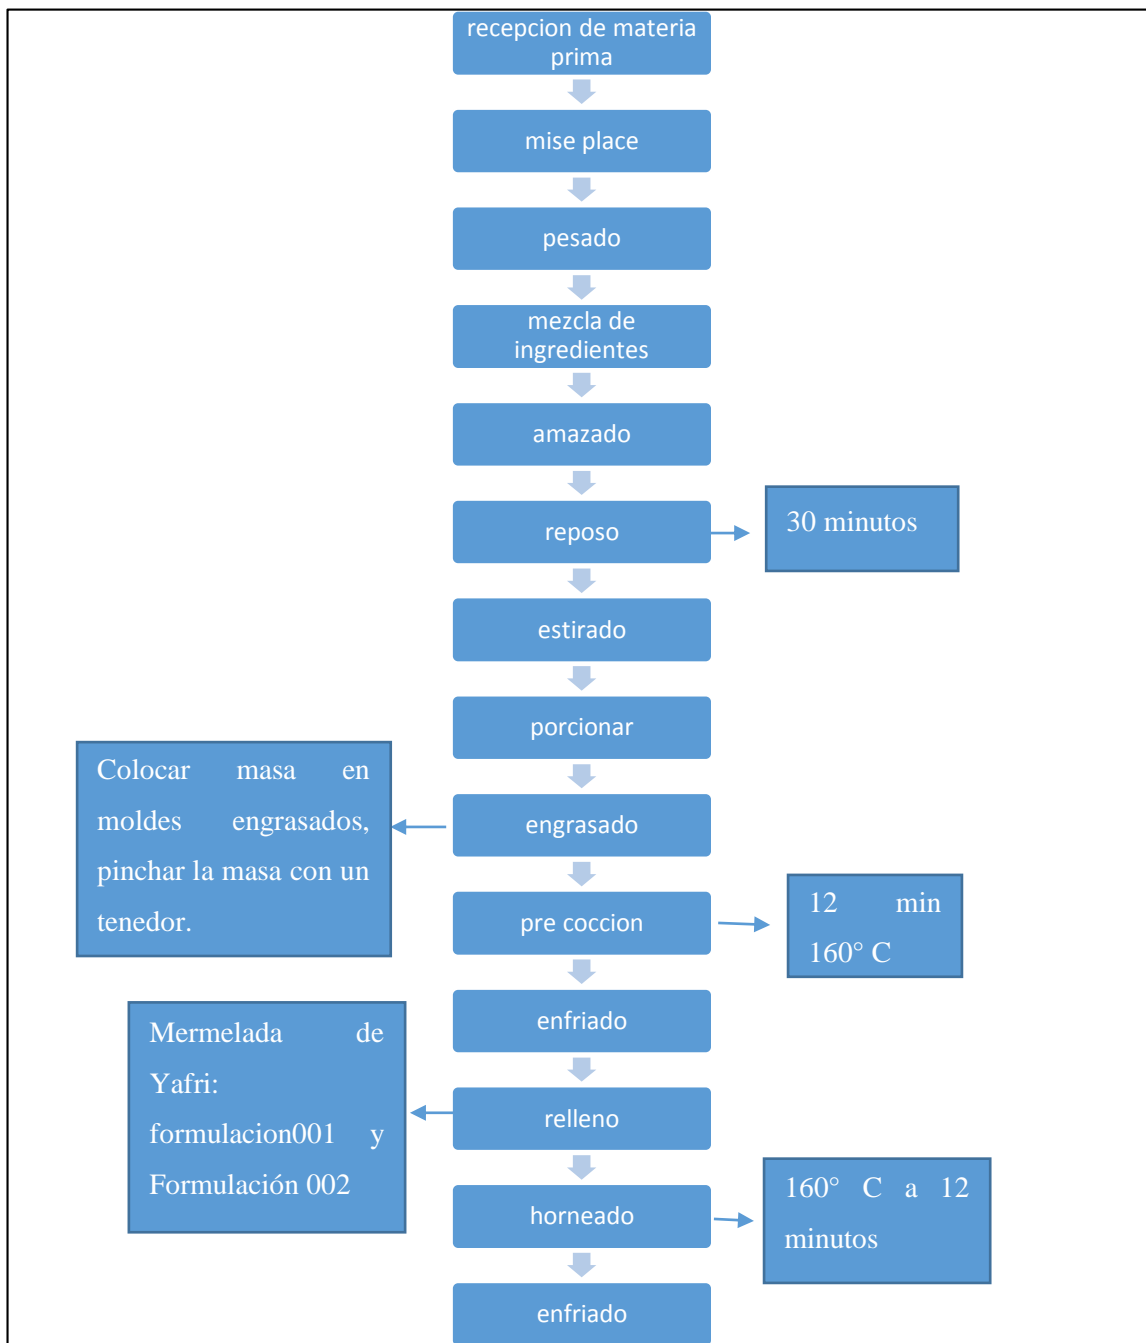 recepcion de materia
prima
mise place
pesado
mezcla de
ingredientes
amazado
reposo
30 minutos
estirado
porcionar
engrasado
Colocar masa en
moldes engrasados,
pinchar la masa con un
tenedor.
pre coccion
12 min
160° C
enfriado
relleno
Mermelada de
Yafri:
formulacion001 y
Formulación 002
horneado
160° C a 12
minutos
enfriado